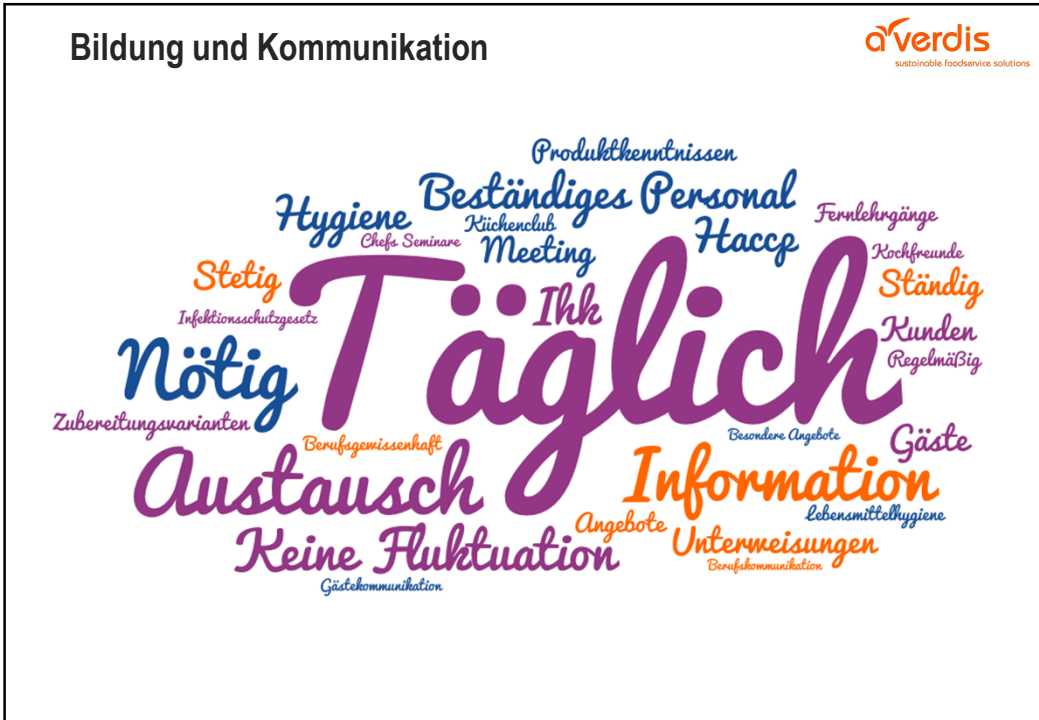 Bildung und Kommunikation
a'verdis
sustainable foodservice solutions
Produktkenntnissen
Beständiges Personal
Hygiene
Küchenclub
Haccp
Fernlehrgänge
Chefs Seminare
Meeting
Kochfreunde
Stetig
Täglich
Ihk
Ständig
Infektionsschutzgesetz
Kunden
Nötig
Regelmäßig
Zubereitungsvarianten
Berufsgewissenhaft
Besondere Angebote
Gäste
Austausch
Information
Lebensmittelhygiene
Angebote
Keine Fluktuation
Unterweisungen
Berufskommunikation
Gästekommunikation